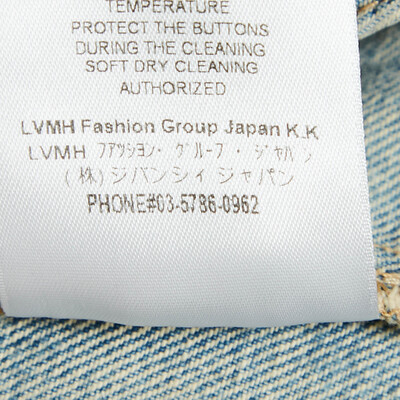 TEMPERATURE
PROTECT THE BUTTONS
DURING THE CLEANING
SOFT DRY CLEANING
AUTHORIZED
LVMH Fashion Group Japan K.K
LVMH ファッション・グループ・ジャパン
(株)ジバンシィ ジャパン
PHONE#03-5786-0962